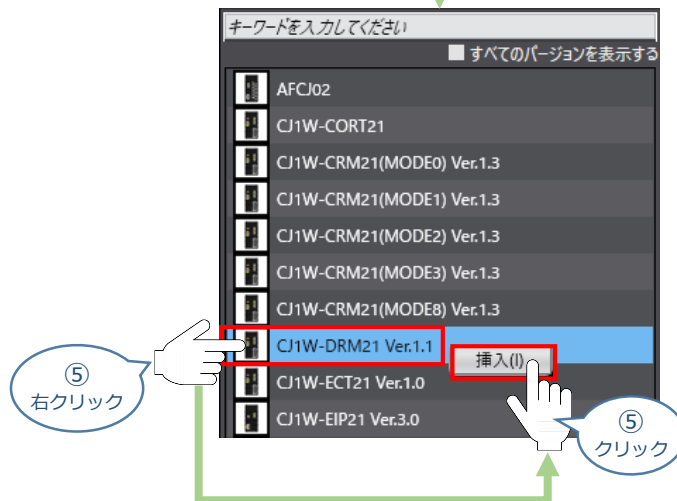 キーワードを入力してください
すべてのバージョンを表示する
AFCJ02
CJ1W-CORT21
CJ1W-CRM21(MODE0) Ver.1.3
CJ1W-CRM21(MODE1) Ver.1.3
CJ1W-CRM21(MODE2) Ver.1.3
CJ1W-CRM21(MODE3) Ver.1.3
CJ1W-CRM21(MODE8) Ver.1.3
CJ1W-DRM21 Ver.1.1
挿入(I)
⑤
右クリック
CJ1W-ECT21 Ver.1.0
CJ1W-EIP21 Ver.3.0
⑤
クリック